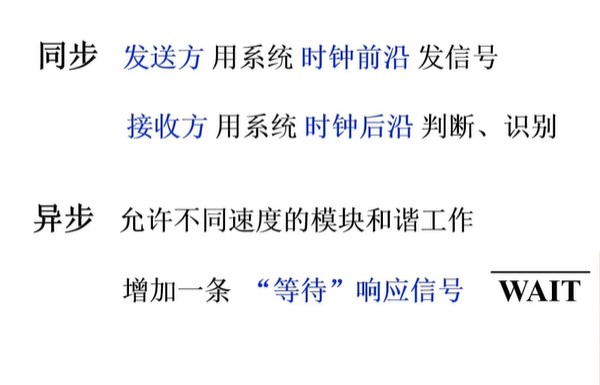 同步 发送方 用系统 时钟前沿 发信号
接收方 用系统 时钟后沿 判断、识别
异步 允许不同速度的模块和谐工作
增加一条 “等待”响应信号 WAIT